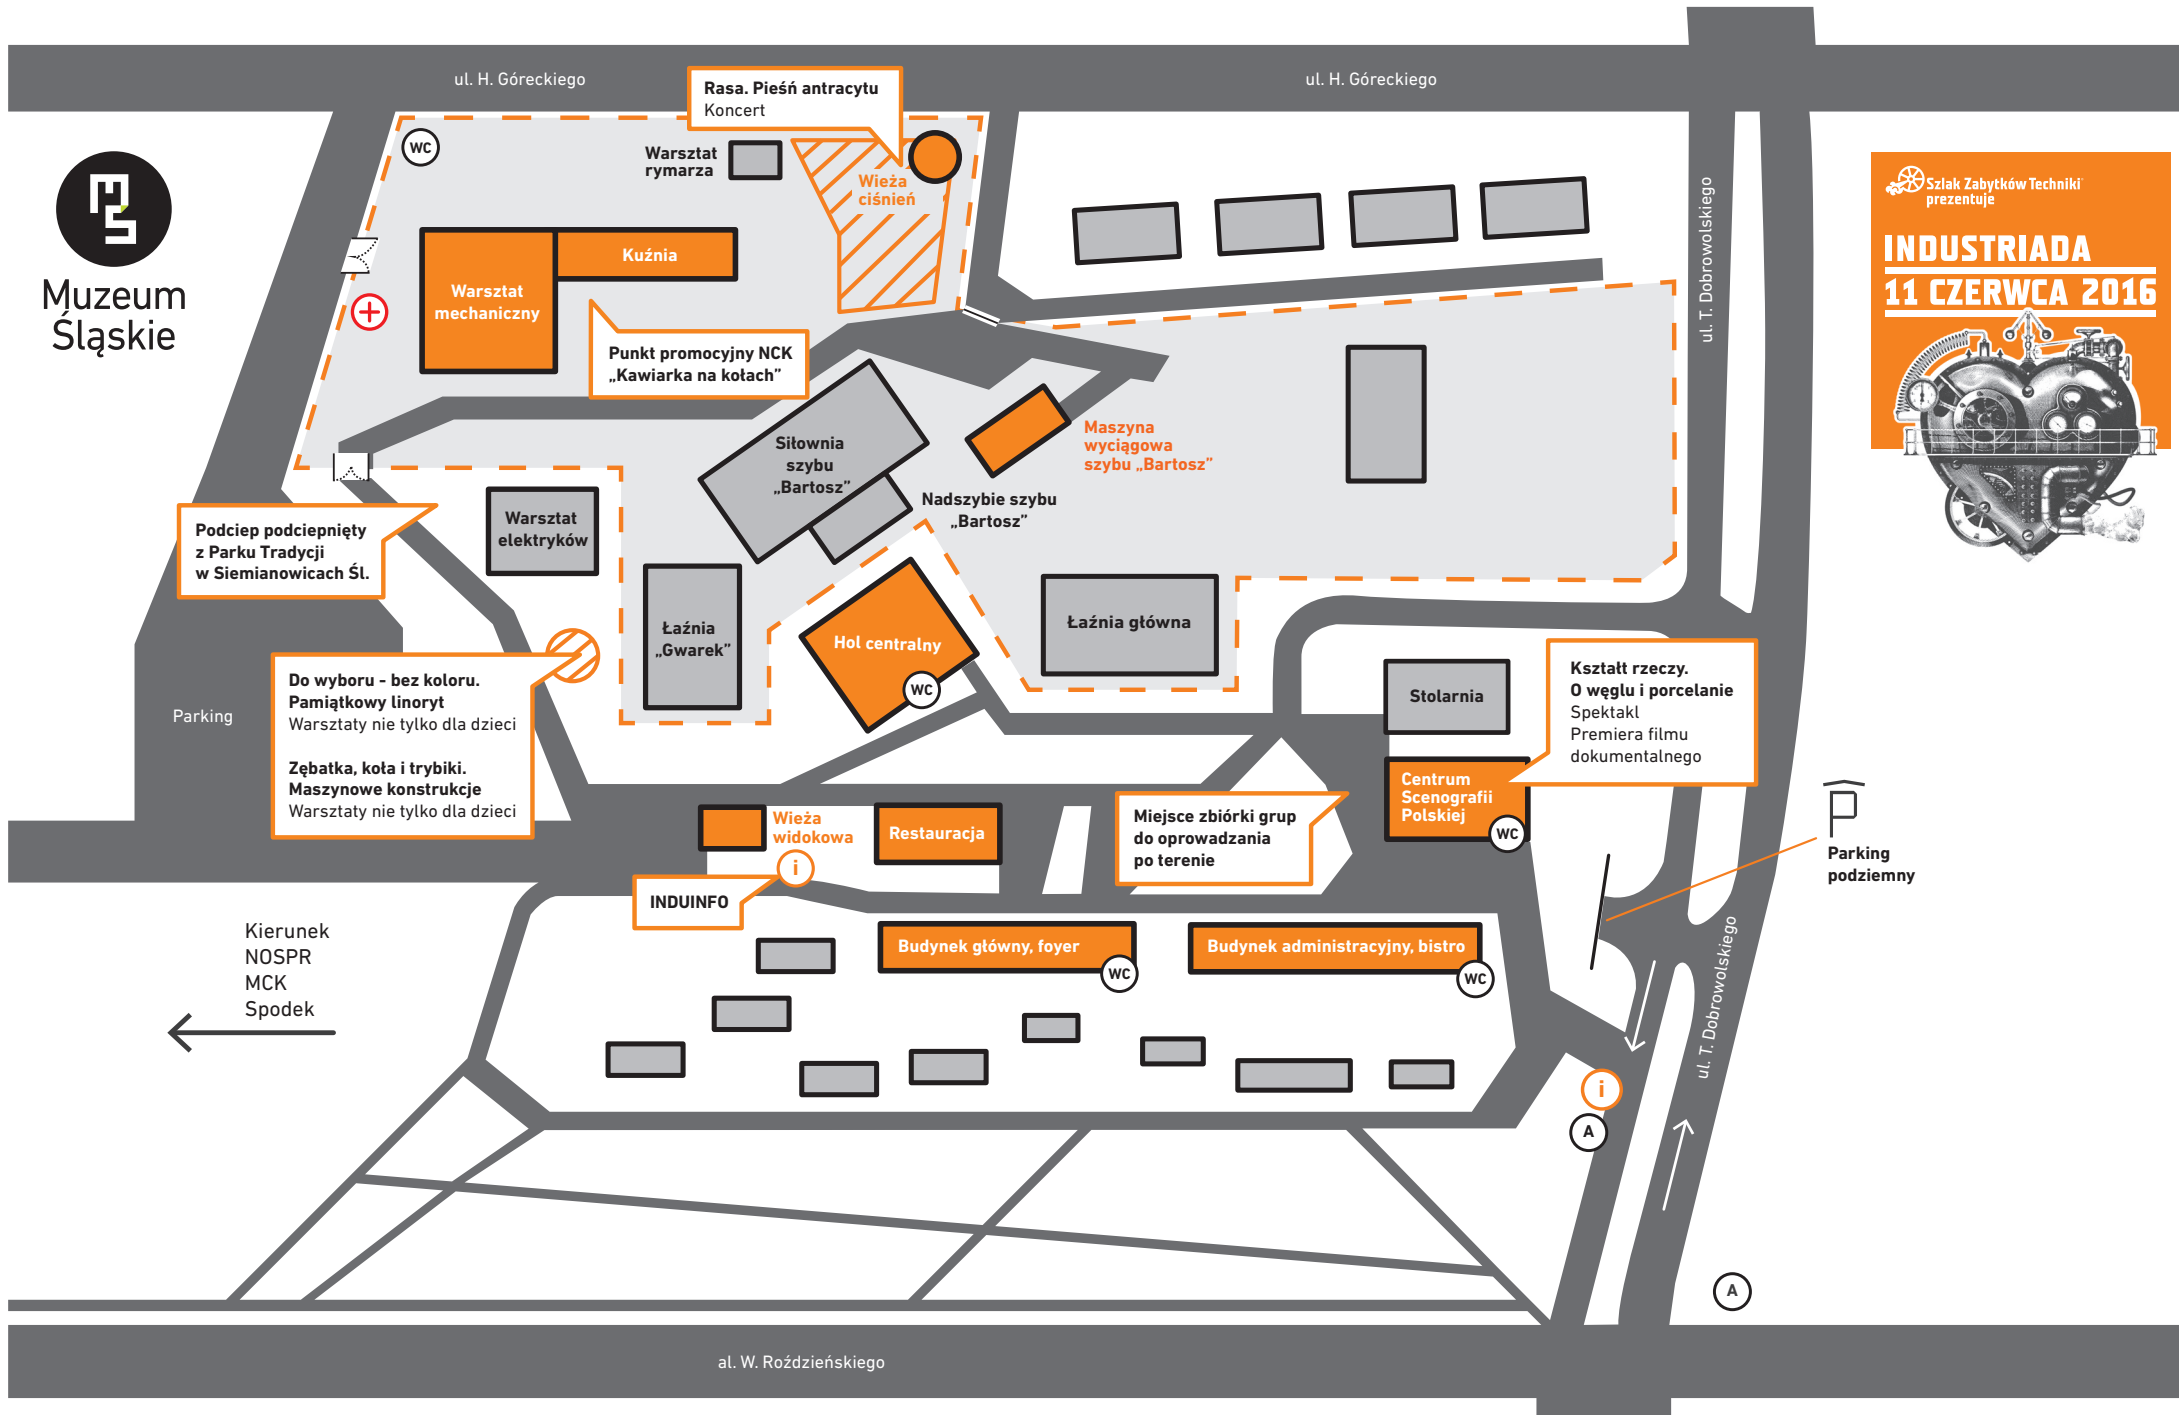 ul. H. Góreckiego
ul. H. Góreckiego
Rasa. Pieśń antracytu
Koncert
WC
Warsztat
rymarza
Wieża
ciśnień
MŚ
Muzeum
Śląskie
Szlak Zabytków Techniki
prezentuje
INDUSTRIADA
11 CZERWCA 2016
ul. T. Dobrowolskiego
Kuźnia
Warsztat
mechaniczny
Punkt promocyjny NCK
„Kawiarka na kołach”
Siłownia
szybu
„Bartosz”
Maszyna
wyciągowa
szybu „Bartosz”
Nadszybie szybu
„Bartosz”
Podciep podciepnięty
z Parku Tradycji
w Siemianowicach Śl.
Warsztat
elektryków
Łaźnia
„Gwarek”
Hol centralny
WC
Łaźnia główna
Parking
Do wyboru - bez koloru.
Pamiątkowy linoryt
Warsztaty nie tylko dla dzieci
Zębatka, koła i trybiki.
Maszynowe konstrukcje
Warsztaty nie tylko dla dzieci
Stolarnia
Kształt rzeczy.
O węglu i porcelanie
Spektakl
Premiera filmu
dokumentalnego
Centrum
Scenografii
Polskiej
WC
Wieża
widokowa
i
Restauracja
Miejsce zbiórki grup
do oprowadzania
po terenie
P
Parking
podziemny
INDUINFO
Kierunek
NOSPR
MCK
Spodek
Budynek główny, foyer
WC
Budynek administracyjny, bistro
WC
ul. T. Dobrowolskiego
i
A
A
al. W. Roździeńskiego